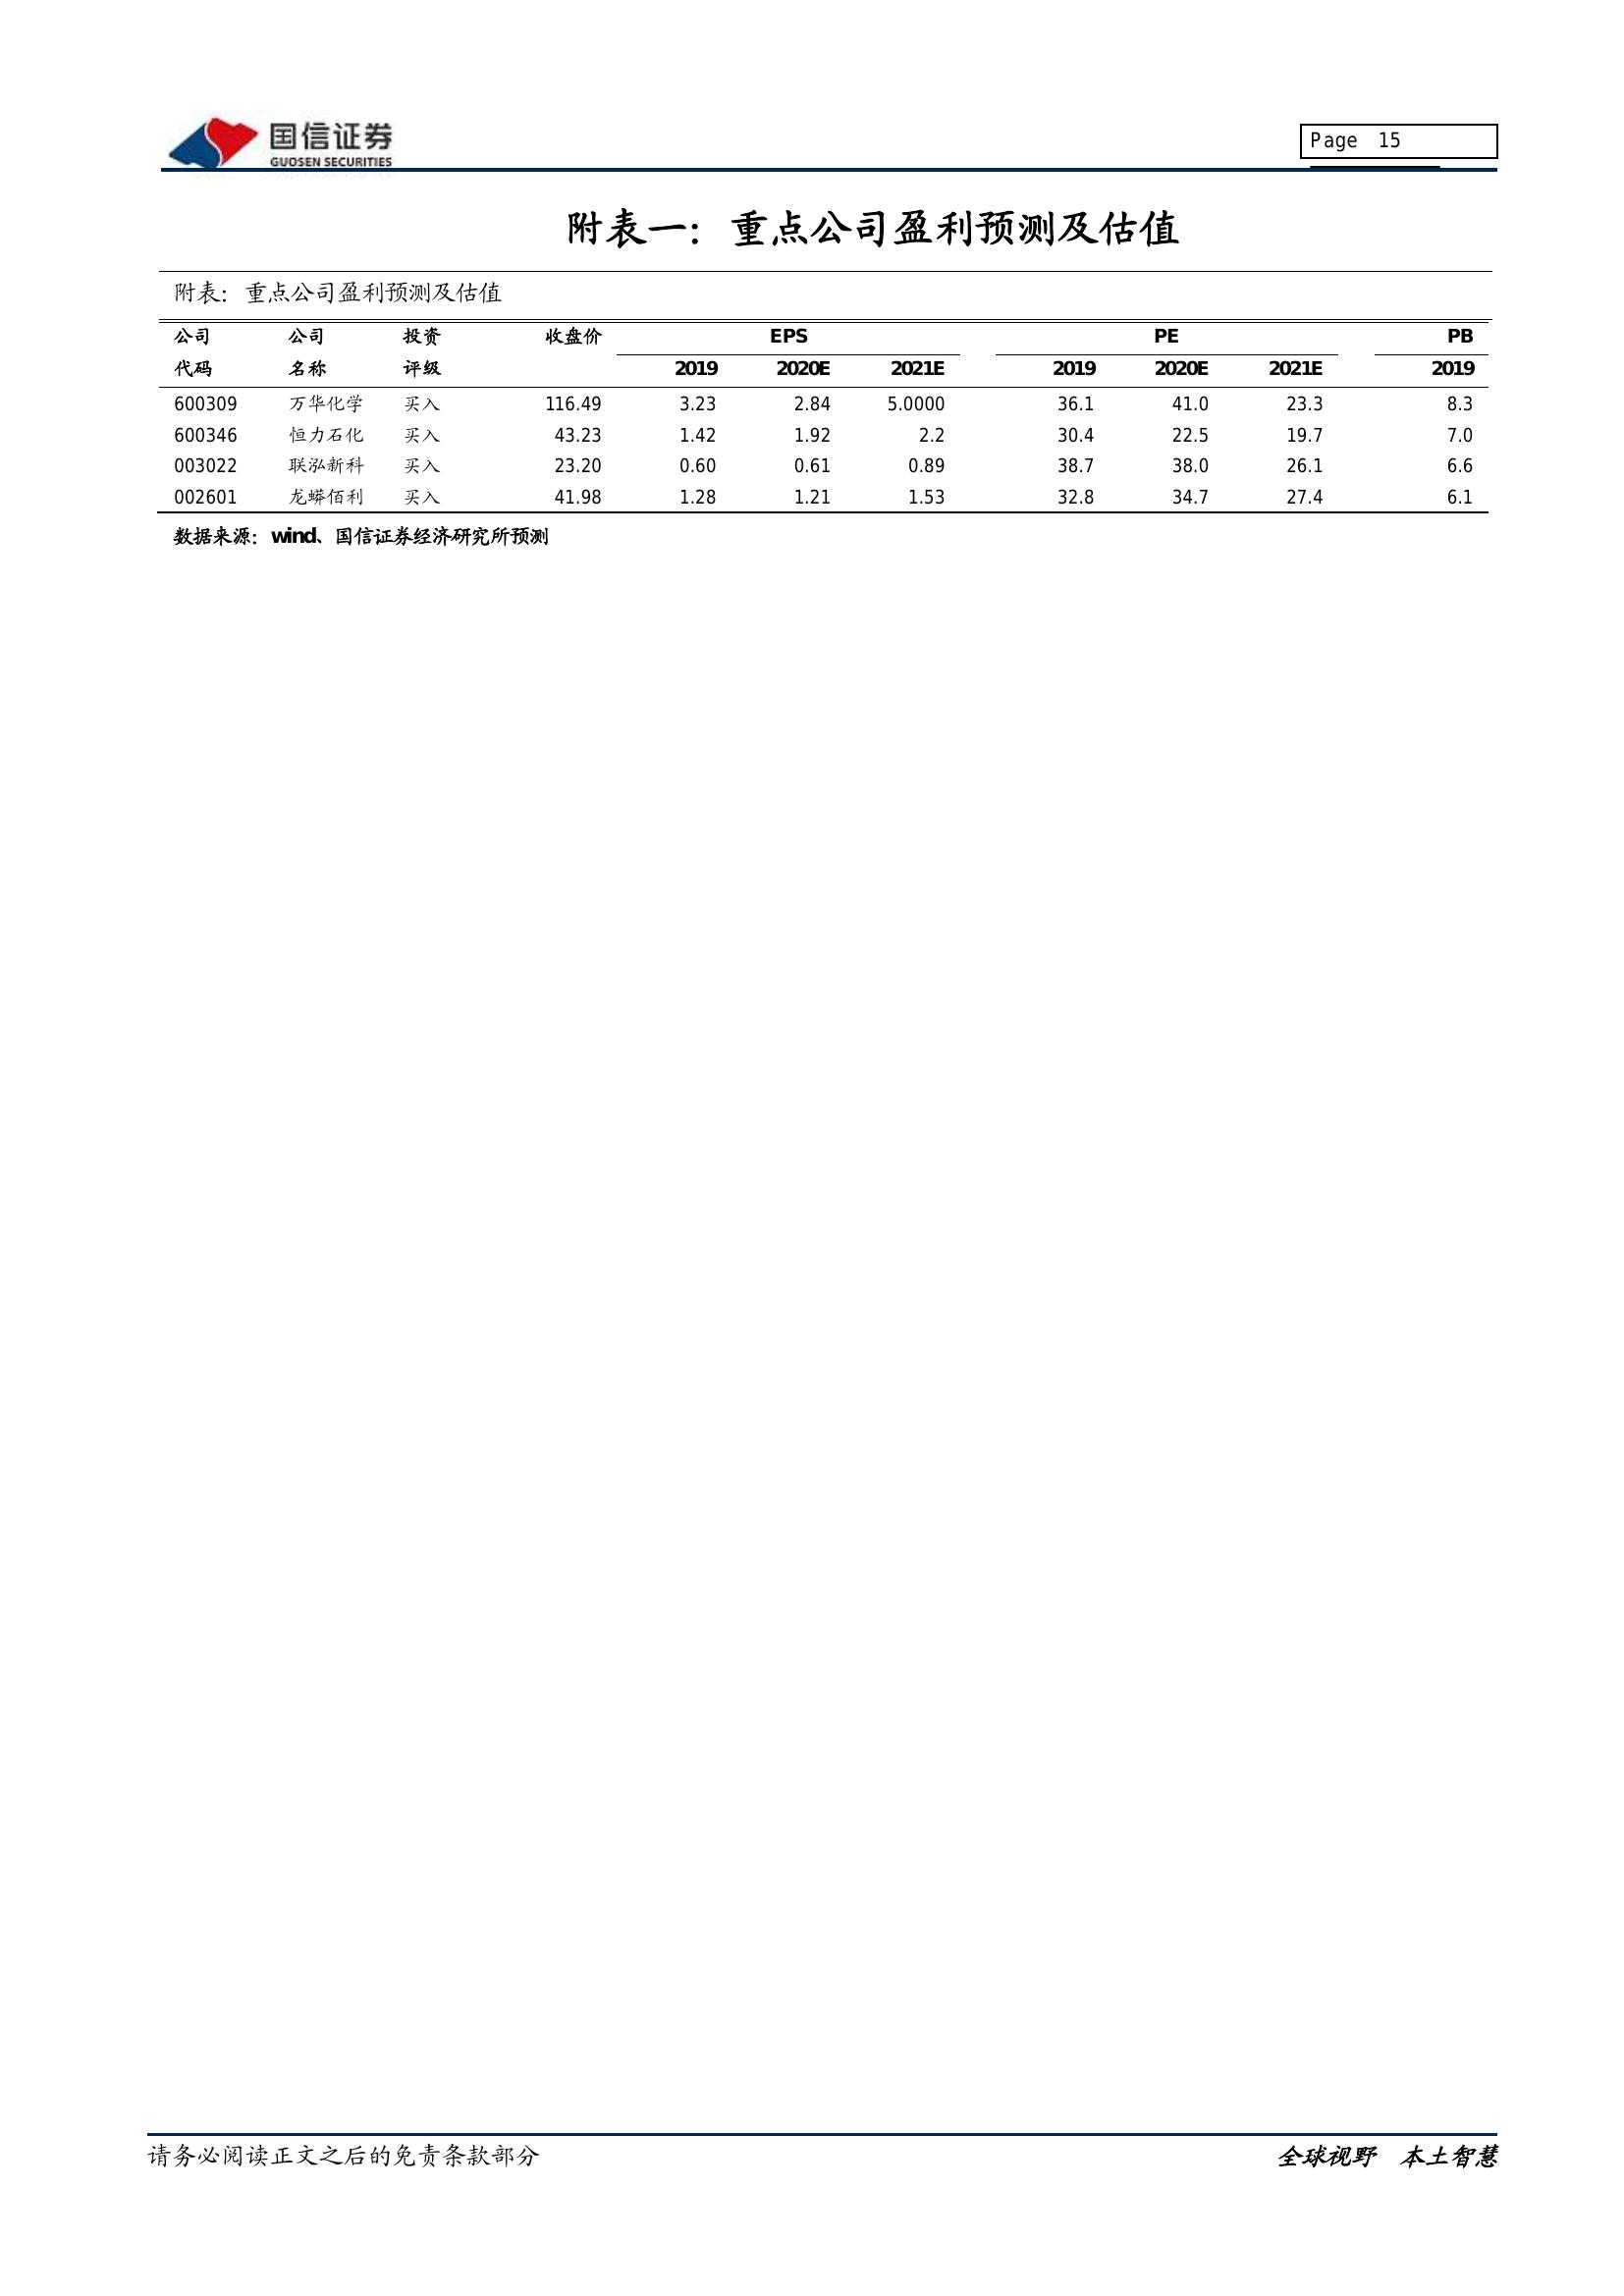 国信证券
GUOSEN SECURITIES
Page 15
附表一：重点公司盈利预测及估值
附表：重点公司盈利预测及估值
公司 公司 投资 收盘价 EPS PE PB
代码 名称 评级 2019 2020E 2021E 2019 2020E 2021E 2019
600309 万华化学 买入 116.49 3.23 2.84 5.0000 36.1 41.0 23.3 8.3
600346 恒力石化 买入 43.23 1.42 1.92 2.2 30.4 22.5 19.7 7.0
003022 联泓新科 买入 23.20 0.60 0.61 0.89 38.7 38.0 26.1 6.6
002601 龙蟒佰利 买入 41.98 1.28 1.21 1.53 32.8 34.7 27.4 6.1
数据来源：wind、国信证券经济研究所预测
请务必阅读正文之后的免责条款部分 全球视野 本土智慧